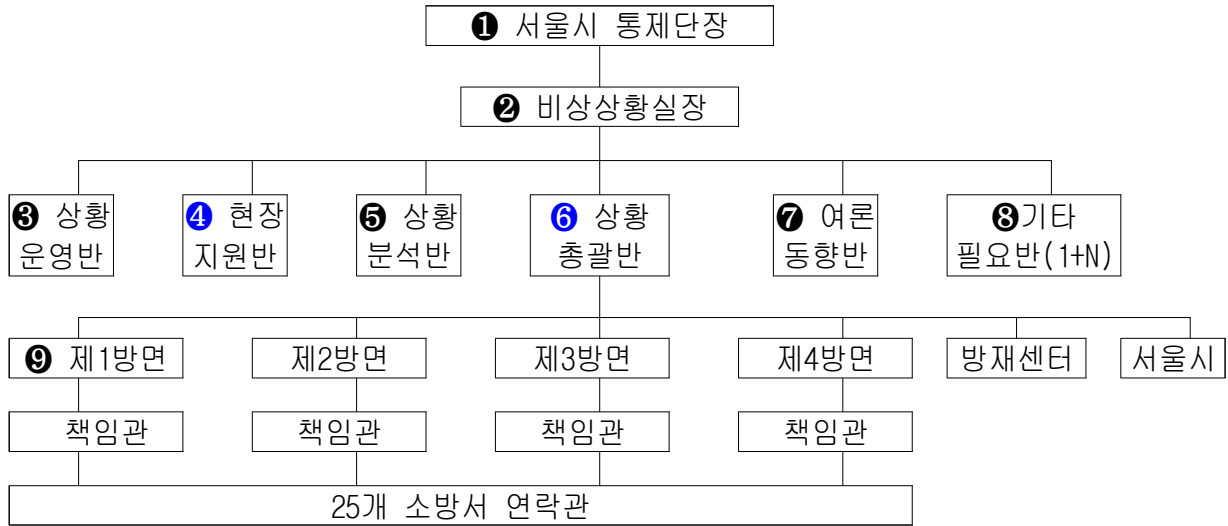 ❶ 서울시 통제단장
❷ 비상상황실장
❸ 상황
운영반
❹ 현장
지원반
❺ 상황
분석반
❻ 상황
총괄반
❼ 여론
동향반
❽기타
필요반(1+N)
❾ 제1방면
제2방면
제3방면
제4방면
방재센터
서울시
책임관
책임관
책임관
책임관
25개 소방서 연락관